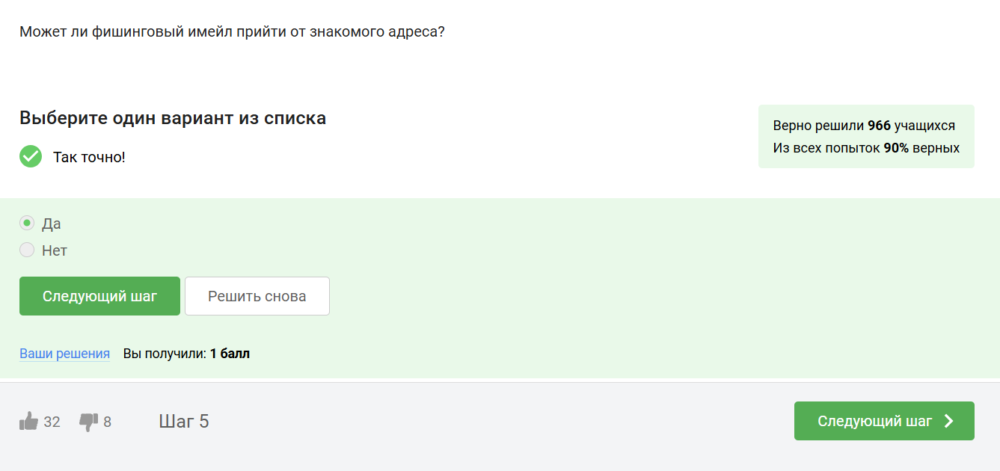 Может ли фишинговый имейл прийти от знакомого адреса?
Выберите один вариант из списка
Так точно!
Верно решили 966 учащихся
Из всех попыток 90% верных
Да
Нет
Следующий шаг
Решить снова
Ваши решения Вы получили: 1 балл
32 8 Шаг 5
Следующий шаг